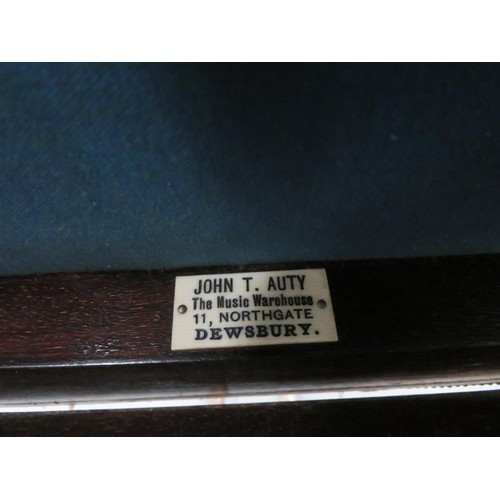 JOHN T. AUTY
The Music Warehouse
11, NORTHGATE
DEWSBURY.